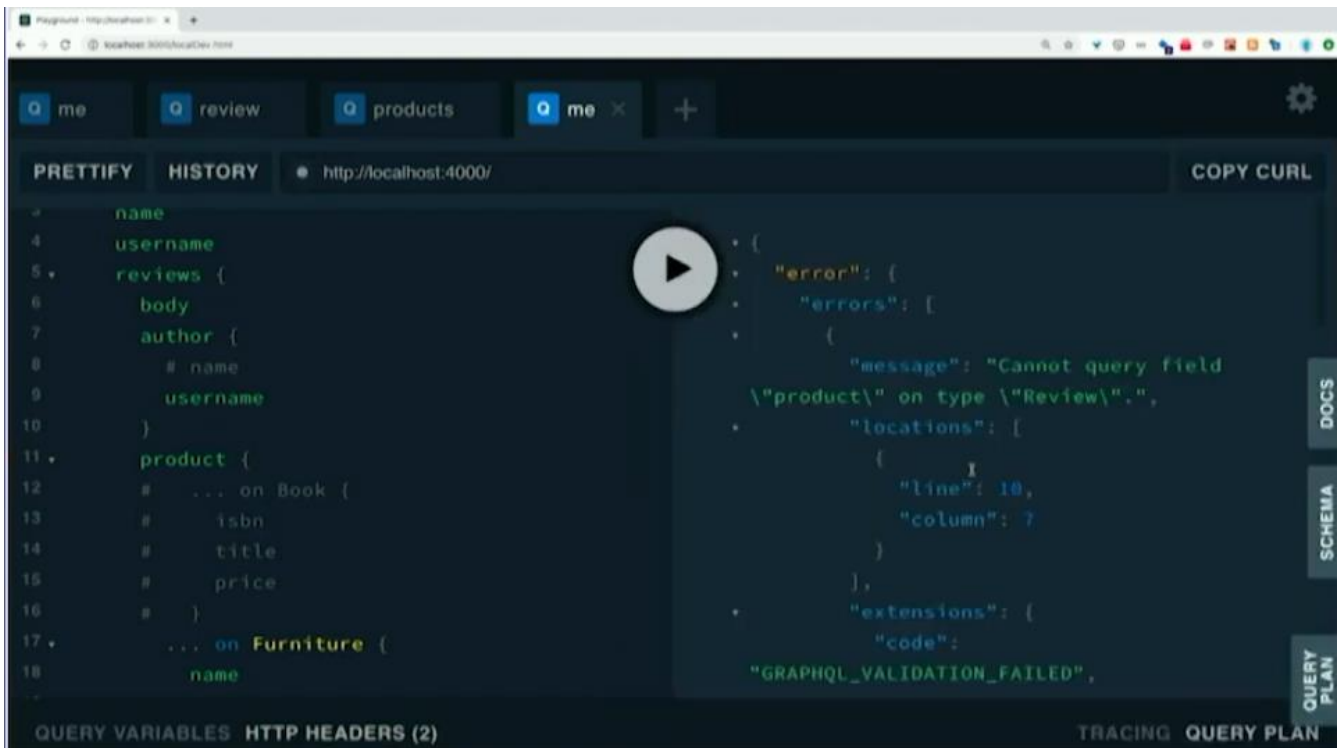 Playground - http://localhost:30
localhost:3000/localDev.html
Q me
Q review
Q products
Q me
PRETTIFY
HISTORY
http://localhost:4000/
COPY CURL
3 name
4 username
5 reviews {
6 body
7 author {
8 # name
9 username
10 }
11 product {
12 # ... on Book {
13 # isbn
14 # title
15 # price
16 # }
17 ... on Furniture {
18 name
{
"error": {
"errors": [
{
"message": "Cannot query field
\"product\" on type \"Review\".",
"locations": [
{
"line": 10,
"column": 7
}
],
"extensions": {
"code":
"GRAPHQL_VALIDATION_FAILED",
DOCS
SCHEMA
QUERY
PLAN
QUERY VARIABLES HTTP HEADERS (2)
TRACING QUERY PLAN